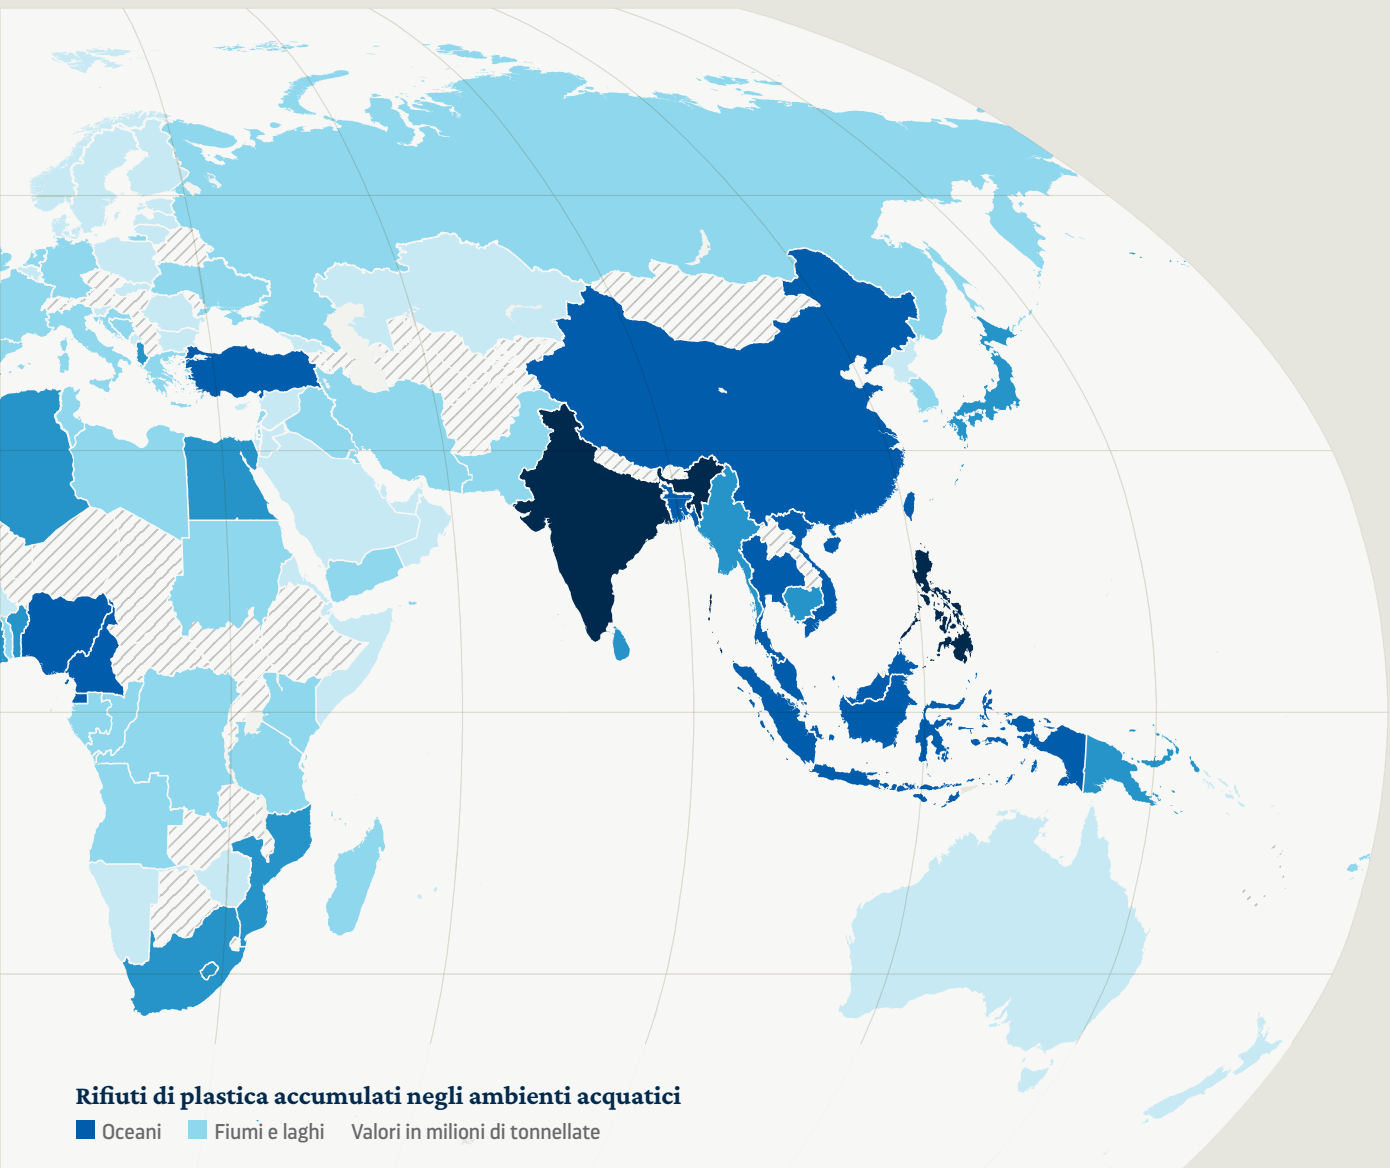 Rifiuti di plastica accumulati negli ambienti acquatici
Oceani Fiumi e laghi Valori in milioni di tonnellate